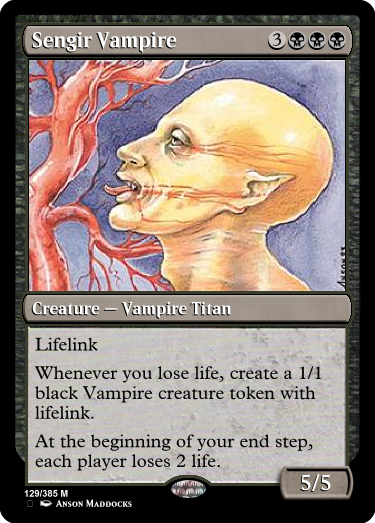 Sengir Vampire 3
Creature — Vampire Titan
Lifelink
Whenever you lose life, create a 1/1
black Vampire creature token with
lifelink.
At the beginning of your end step,
each player loses 2 life.
5/5
129/385 M
Anson Maddocks